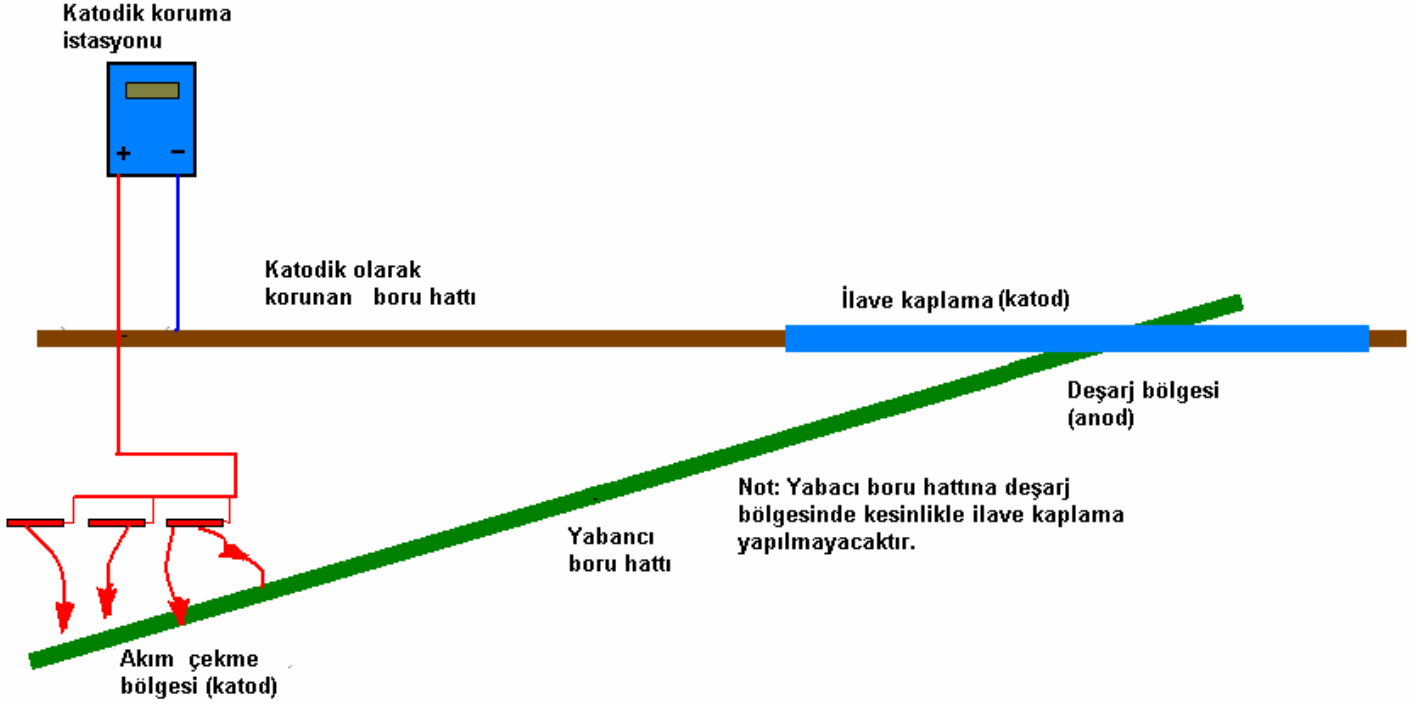 Katodik koruma
istasyonu
+ −
Katodik olarak
korunan boru hattı
İlave kaplama (katod)
Deşarj bölgesi
(anod)
Not: Yabacı boru hattına deşarj
bölgesinde kesinlikle ilave kaplama
yapılmayacaktır.
Yabancı
boru hattı
Akım çekme
bölgesi (katod)